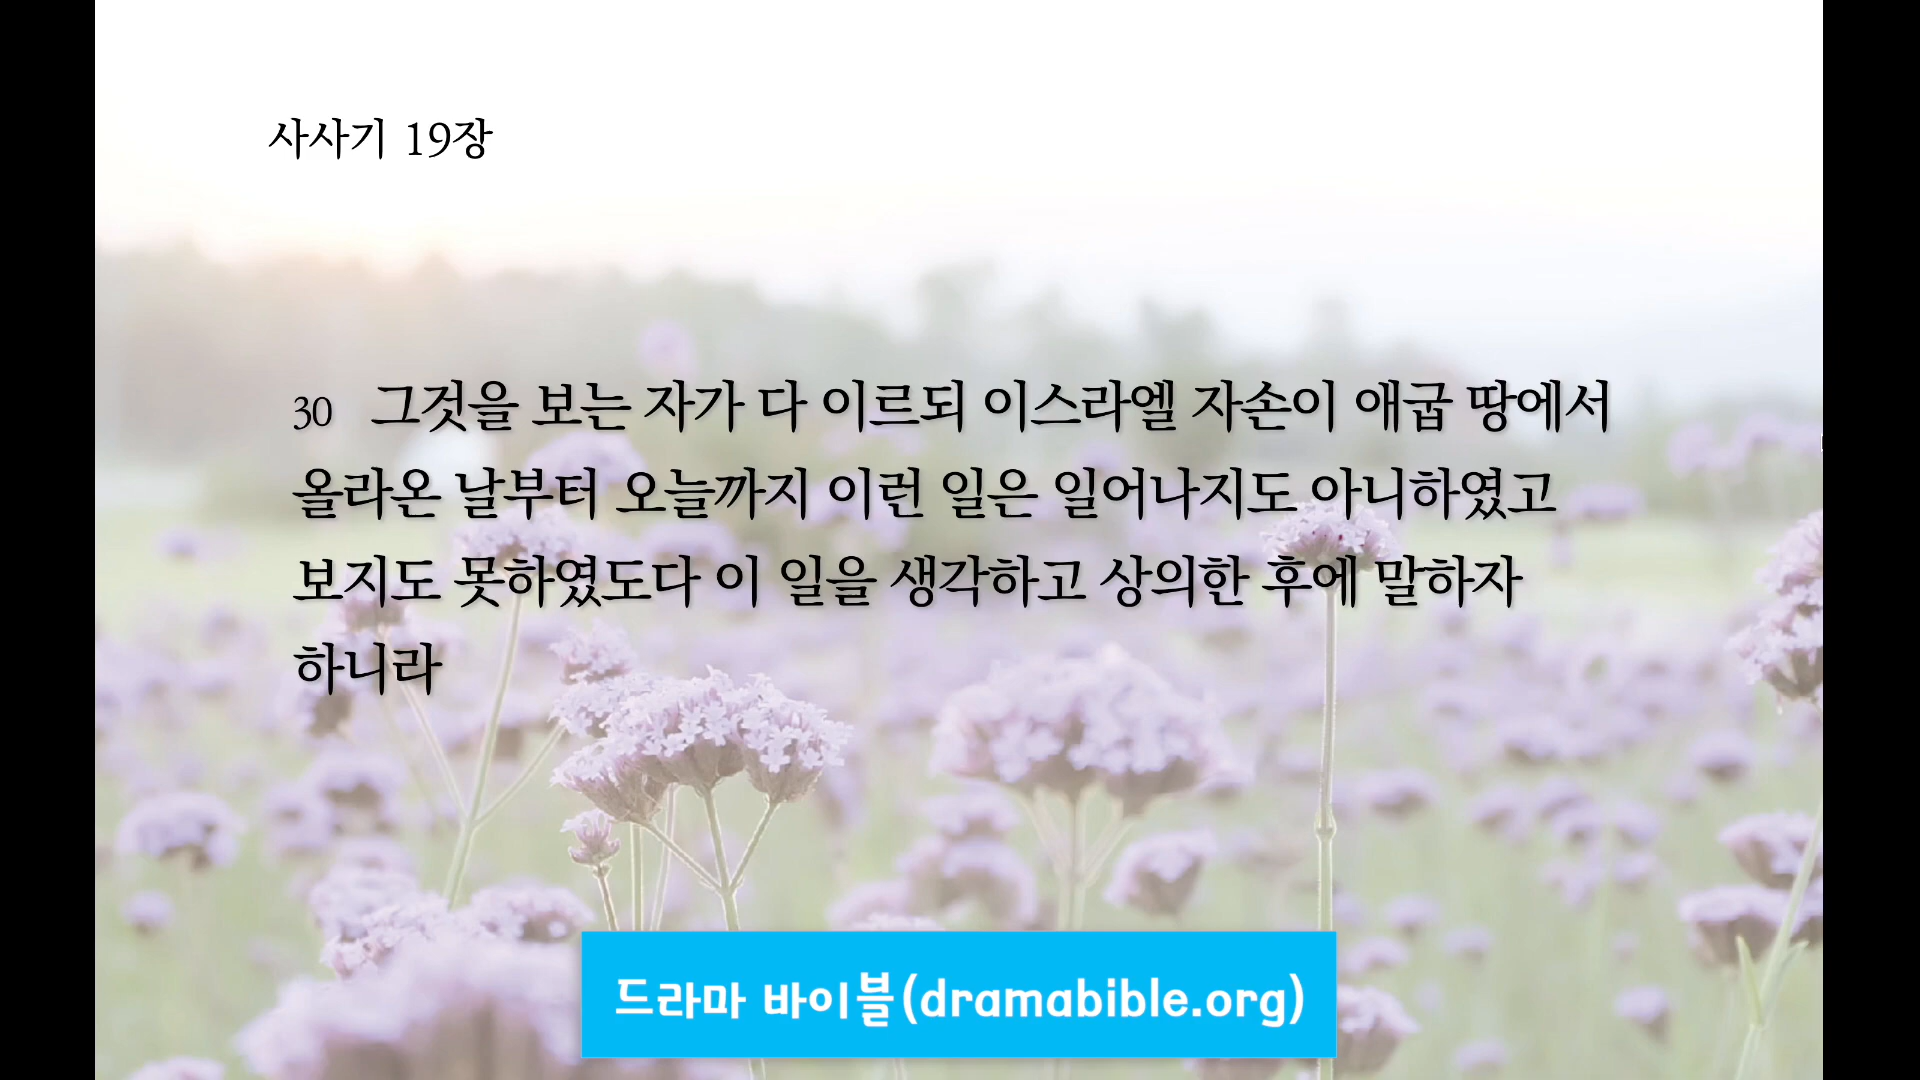 사사기 19장
30 그것을 보는 자가 다 이르되 이스라엘 자손이 애굽 땅에서
올라온 날부터 오늘까지 이런 일은 일어나지도 아니하였고
보지도 못하였도다 이 일을 생각하고 상의한 후에 말하자
하니라
드라마 바이블(dramabible.org)